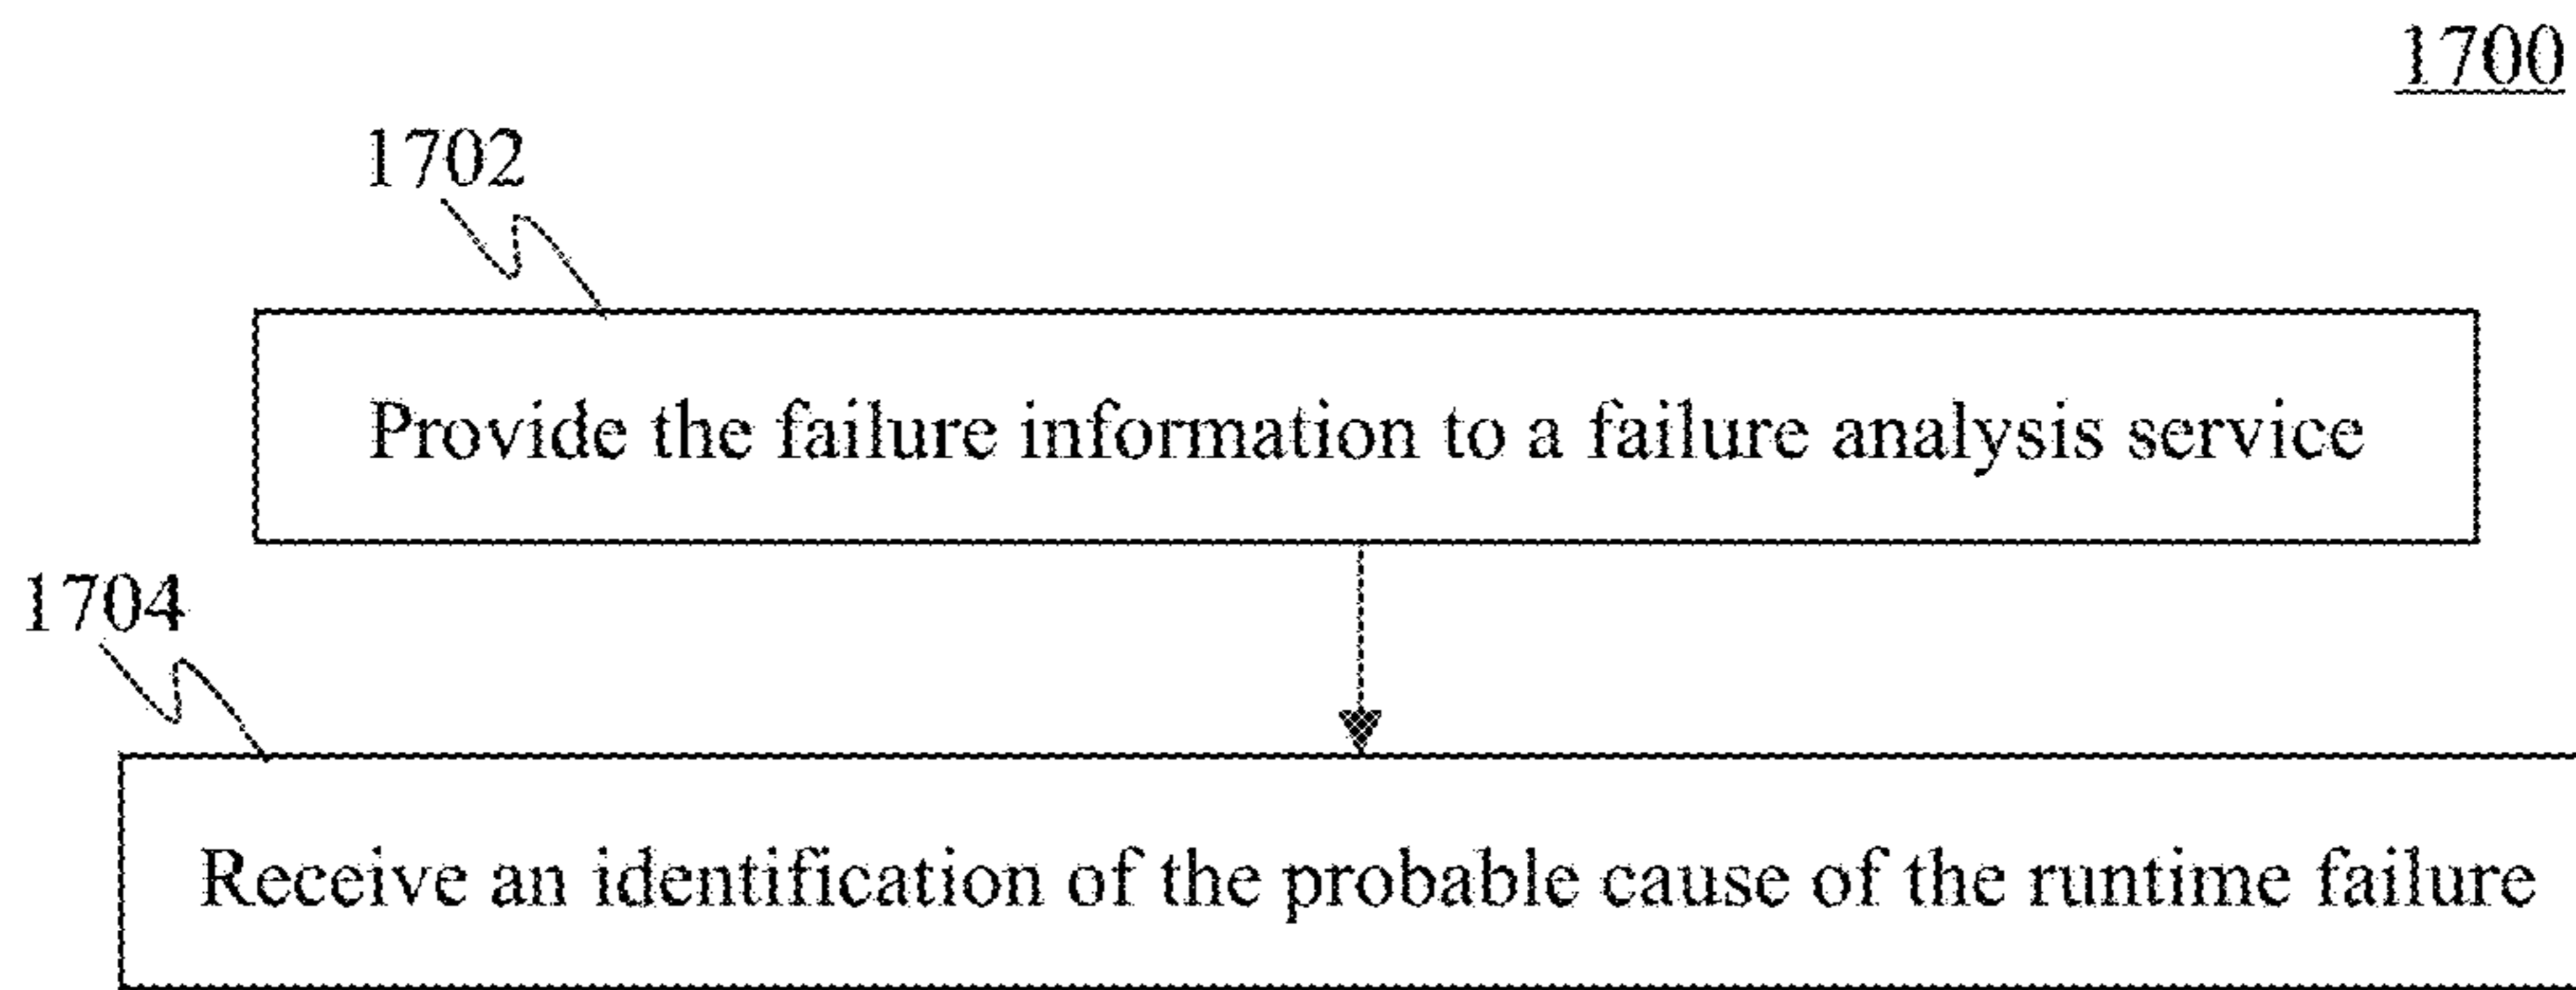 1700
1702
Provide the failure information to a failure analysis service
1704
Receive an identification of the probable cause of the runtime failure